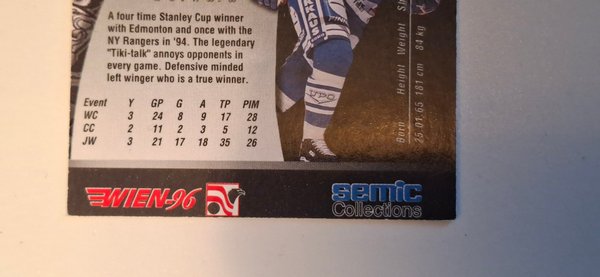 A four time Stanley Cup winner
with Edmonton and once with the
NY Rangers in '94. The legendary
"Tiki-talk" annoys opponents in
every game. Defensive minded
left winger who is a true winner.
Event Y GP G A TP PIM
WC 3 24 8 9 17 28
CC 2 11 2 3 5 12
JW 3 21 17 18 35 26
Born Height Weight
25.01.65 181 cm 84 kg
WIEN-96
semic
Collections